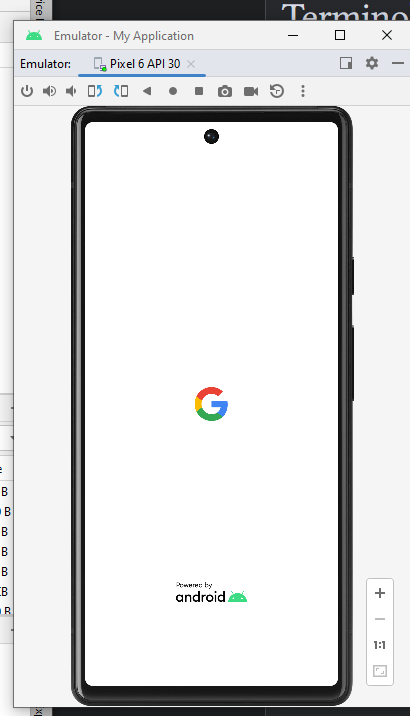 Termino
Emulator - My Application
Emulator:
Pixel 6 API 30
G
Powered by
android
1:1
B
B
B
B
B
B
B